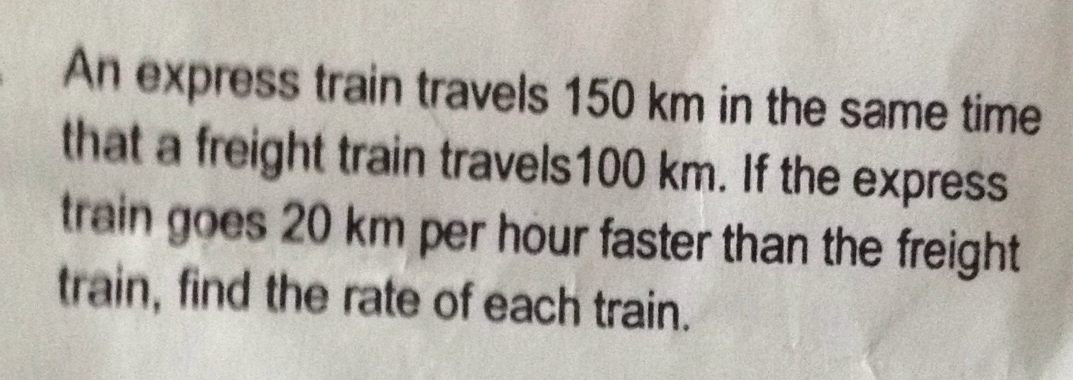 An express train travels 150 km in the same time
that a freight train travels100 km. If the express
train goes 20 km per hour faster than the freight
train, find the rate of each train.